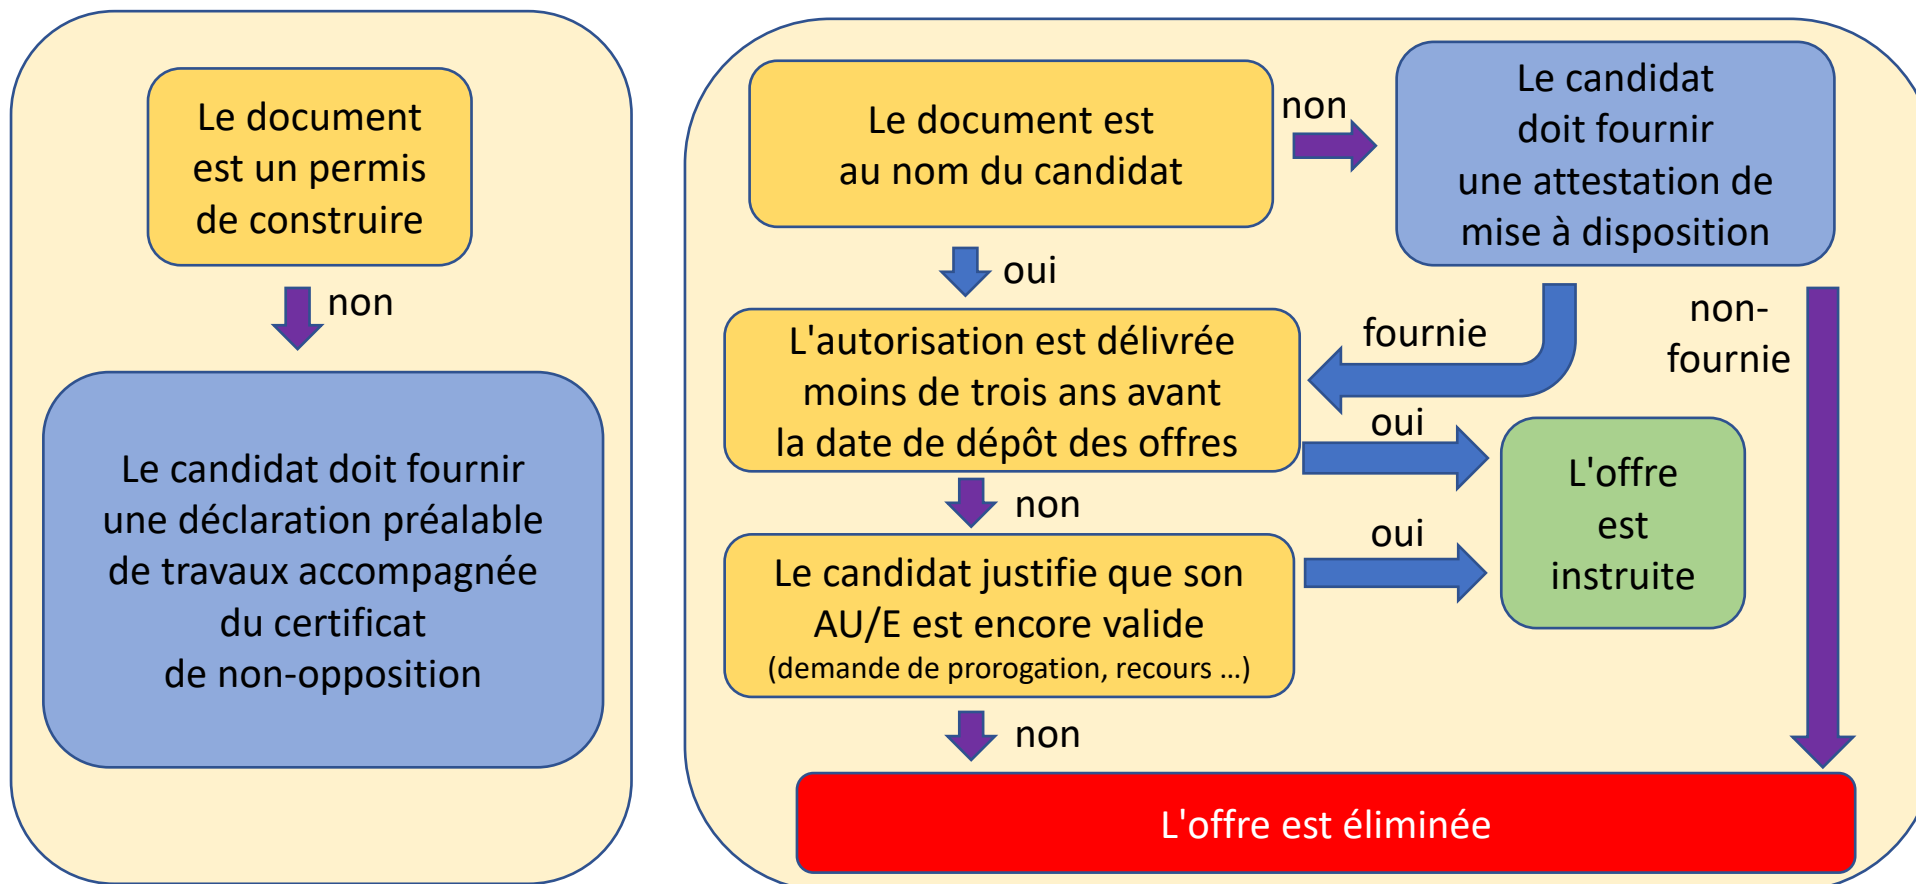 Le document
est un permis
de construire
non
Le candidat doit fournir
une déclaration préalable
de travaux accompagnée
du certificat
de non-opposition
Le document est
au nom du candidat
non
Le candidat
doit fournir
une attestation de
mise à disposition
oui
fournie
non-
fournie
L'autorisation est délivrée
moins de trois ans avant
la date de dépôt des offres
oui
non
L'offre
est
instruite
Le candidat justifie que son
AU/E est encore valide
(demande de prorogation, recours ...)
oui
non
L'offre est éliminée